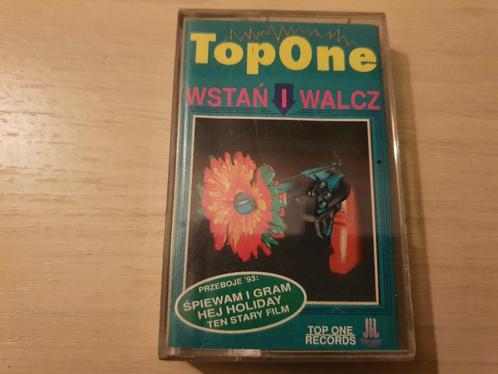 TopOne
WSTAŃ I WALCZ
PRZEBOJE '93:
ŚPIEWAM I GRAM
HEJ HOLIDAY
TEN STARY FILM
TOP ONE
RECORDS